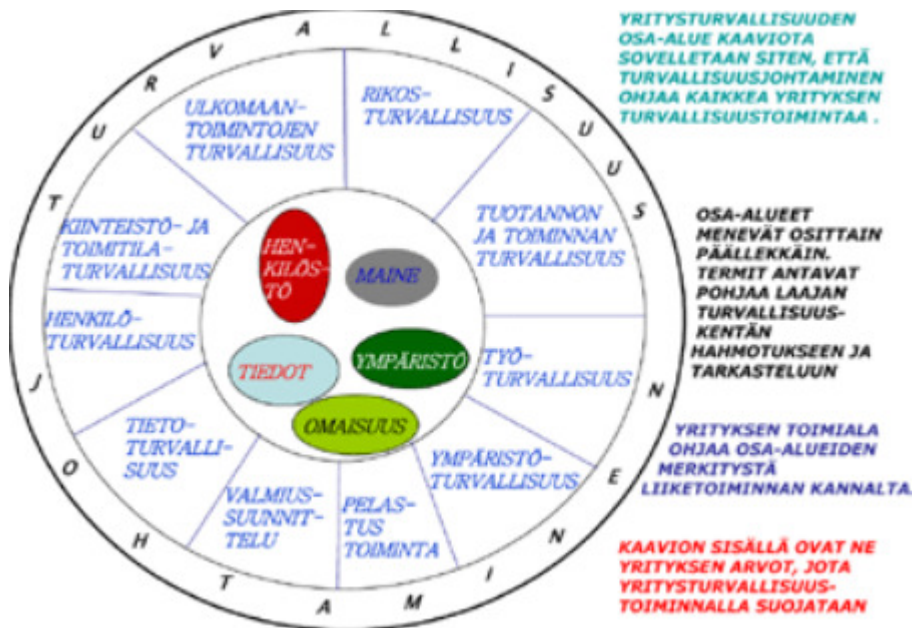 TURVALLISUUSJOHTAMINEN
ULKOMAAN-
TOIMINTOJEN
TURVALLISUUS
RIKOS-
TURVALLISUUS
TUOTANNON
JA TOIMINNAN
TURVALLISUUS
TYÖ-
TURVALLISUUS
YMPÄRISTÖ-
TURVALLISUUS
PELAS-
TUS
TOIMINTA
VALMIUS-
SUUNNIT-
TELU
TIETO-
TURVALLI-
SUUS
HENKILÖ-
TURVALLISUUS
KIINTEISTÖ- JA
TOIMITILA-
TURVALLISUUS
HEN-
KILÖS-
TÖ
MAINE
TIEDOT
YMPÄRISTÖ
OMAISUUS
YRITYSTURVALLISUUDEN
OSA-ALUE KAAVIOTA
SOVELLETAAN SITEN, ETTÄ
TURVALLISUUSJOHTAMINEN
OHJAA KAIKKEA YRITYKSEN
TURVALLISUUSTOIMINTAA .
OSA-ALUEET
MENEVÄT OSITTAIN
PÄÄLLEKKÄIN.
TERMIT ANTAVAT
POHJAA LAAJAN
TURVALLISUUS-
KENTÄN
HAHMOTUKSEEN JA
TARKASTELUUN
YRITYKSEN TOIMIALA
OHJAA OSA-ALUEIDEN
MERKITYSTÄ
LIIKETOIMINNAN KANNALTA.
KAAVION SISÄLLÄ OVAT NE
YRITYKSEN ARVOT, JOTA
YRITYSTURVALLISUUS-
TOIMINNALLA SUOJATAAN